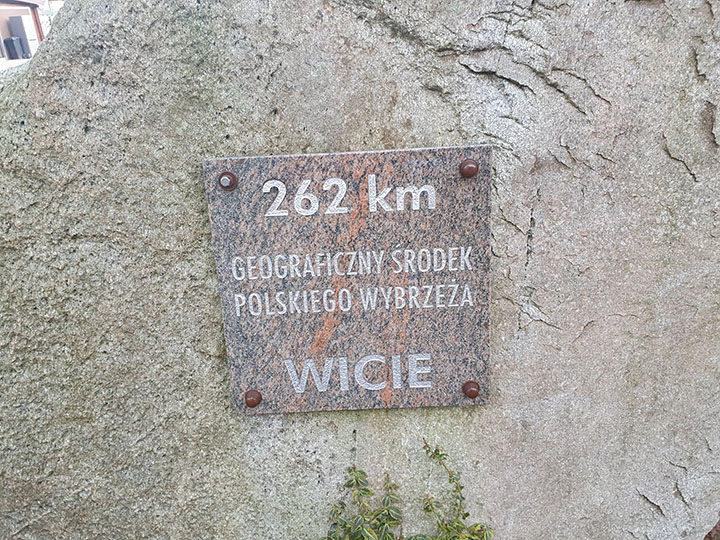 262 km
GEOGRAFICZNY ŚRODEK
POLSKIEGO WYBRZEŻA
WICIE